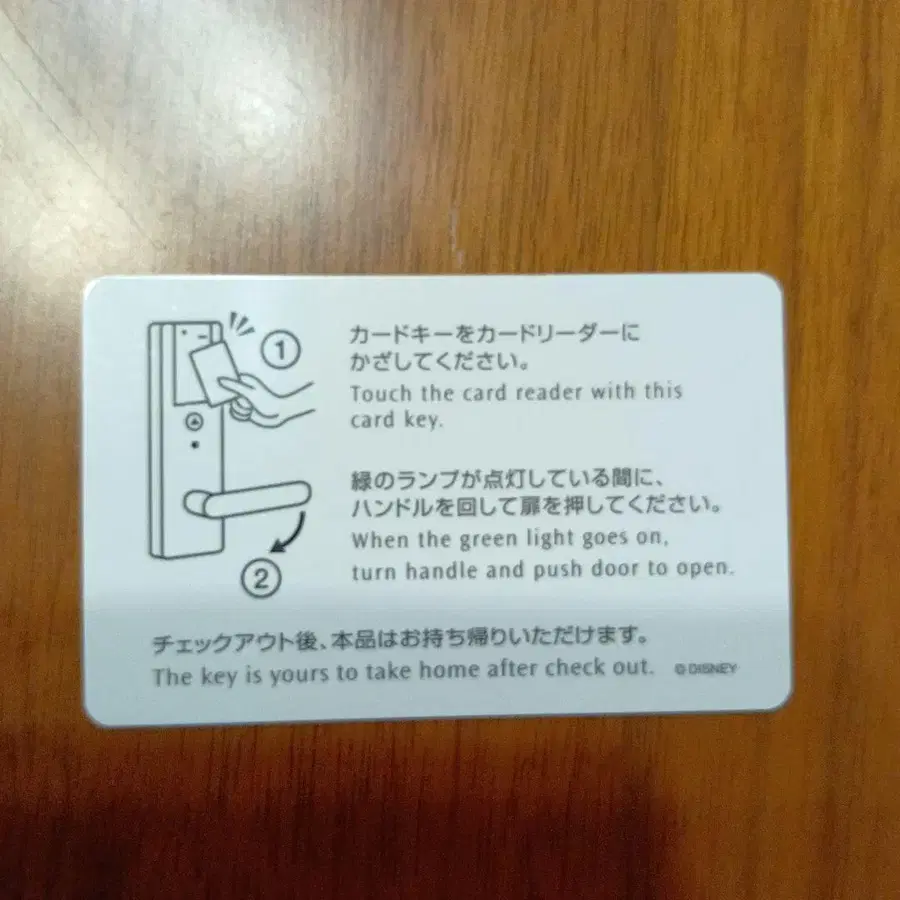 ①
カードキーをカードリーダーに
かざしてください。
Touch the card reader with this
card key.
緑のランプが点灯している間に、
ハンドルを回して扉を押してください。
When the green light goes on,
turn handle and push door to open.
②
チェックアウト後、本品はお持ち帰りいただけます。
The key is yours to take home after check out. © DISNEY